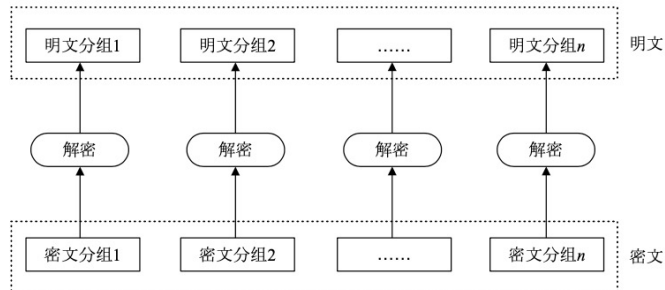 明文分组1 明文分组2 …… 明文分组n 明文
解密 解密 解密 解密
密文分组1 密文分组2 …… 密文分组n 密文